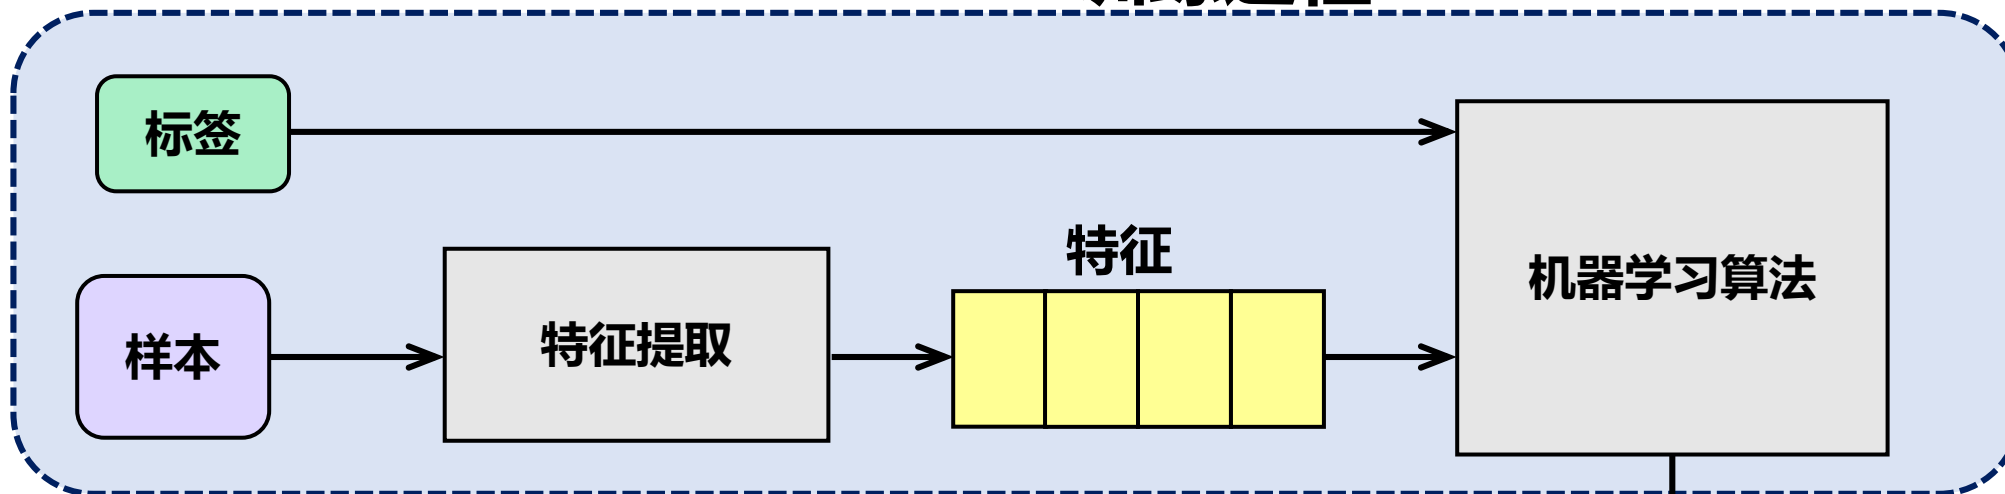 标签
特征
机器学习算法
特征提取
样本